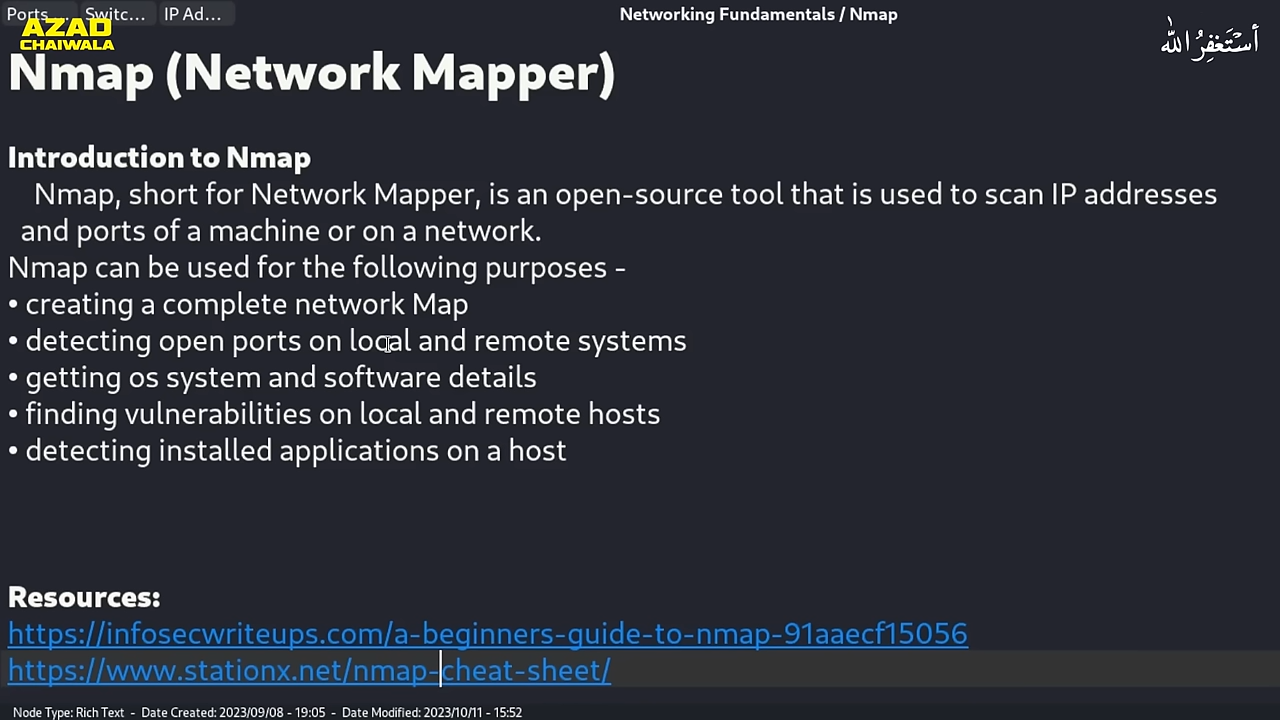 Ports... Switc... IP Ad... Networking Fundamentals / Nmap
AZAD
CHAIWALA
أستغفر الله
Nmap (Network Mapper)
Introduction to Nmap
Nmap, short for Network Mapper, is an open-source tool that is used to scan IP addresses
and ports of a machine or on a network.
Nmap can be used for the following purposes -
• creating a complete network Map
• detecting open ports on local and remote systems
• getting os system and software details
• finding vulnerabilities on local and remote hosts
• detecting installed applications on a host
Resources:
https://infosecwriteups.com/a-beginners-guide-to-nmap-91aaecf15056
https://www.stationx.net/nmap-cheat-sheet/
Node Type: Rich Text - Date Created: 2023/09/08 - 19:05 - Date Modified: 2023/10/11 - 15:52